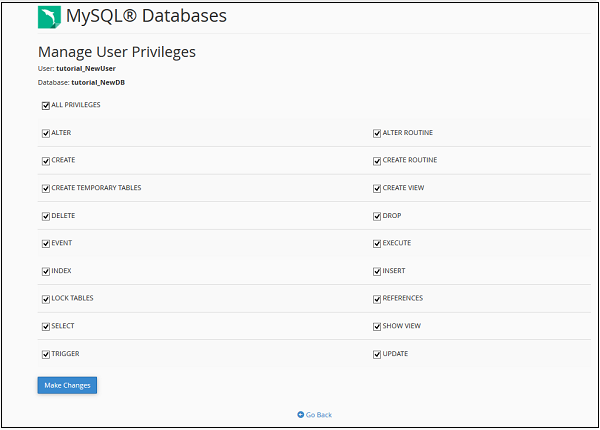 MySQL® Databases
Manage User Privileges
User: tutorial_NewUser
Database: tutorial_NewDB
ALL PRIVILEGES
ALTER ALTER ROUTINE
CREATE CREATE ROUTINE
CREATE TEMPORARY TABLES CREATE VIEW
DELETE DROP
EVENT EXECUTE
INDEX INSERT
LOCK TABLES REFERENCES
SELECT SHOW VIEW
TRIGGER UPDATE
Make Changes
Go Back